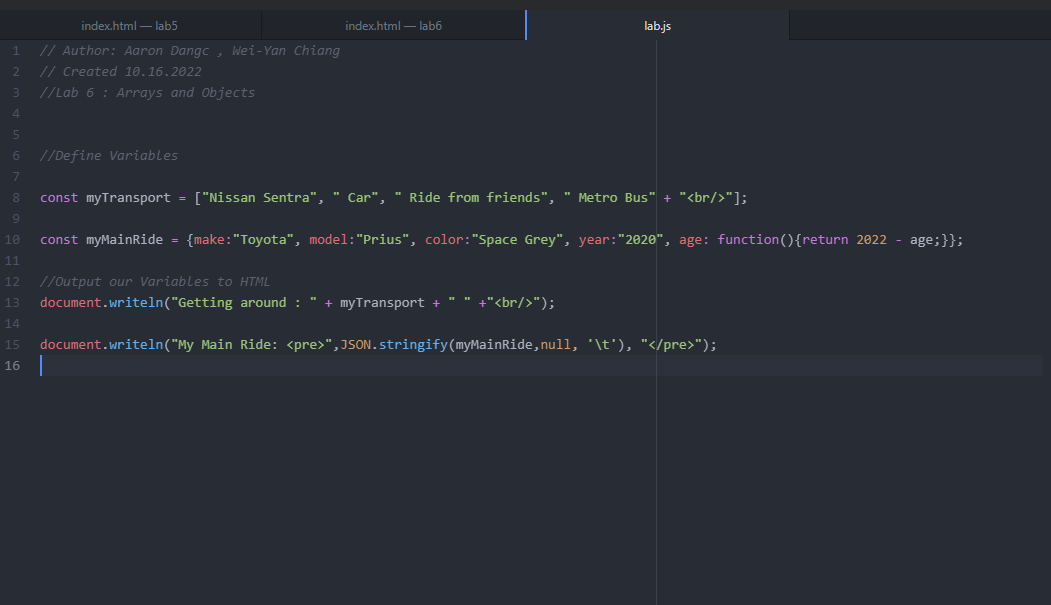 index.html — lab5 index.html — lab6 lab.js
1 // Author: Aaron Dangc , Wei-Yan Chiang
2 // Created 10.16.2022
3 //Lab 6 : Arrays and Objects
4
5
6 //Define Variables
7
8 const myTransport = ["Nissan Sentra", " Car", " Ride from friends", " Metro Bus" + "<br/>"];
9
10 const myMainRide = {make:"Toyota", model:"Prius", color:"Space Grey", year:"2020", age: function(){return 2022 - age;}};
11
12 //Output our Variables to HTML
13 document.writeln("Getting around : " + myTransport + " " +"<br/>");
14
15 document.writeln("My Main Ride: <pre>",JSON.stringify(myMainRide,null, '\t'), "</pre>");
16